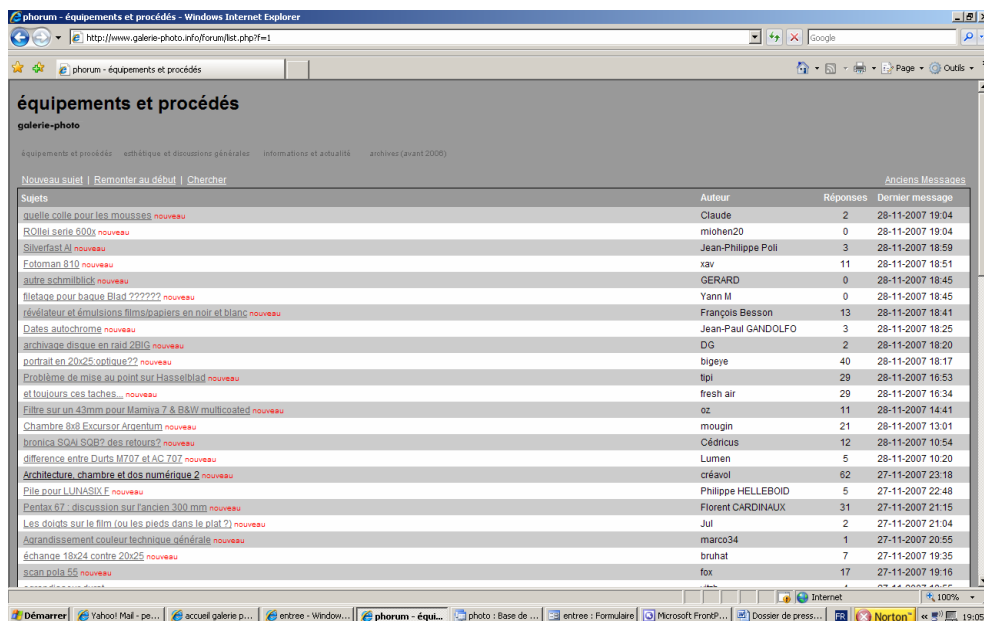 phorum - équipements et procédés - Windows Internet Explorer
http://www.galerie-photo.info/forum/list.php?f=1
Google
phorum - équipements et procédés
Page Outils
équipements et procédés
galerie-photo
équipements et procédés esthétique et discussions générales informations et actualité archives (avant 2006)
Nouveau sujet | Remonter au début | Chercher Anciens Messages
Sujets Auteur Réponses Dernier message
quelle colle pour les mousses nouveau Claude 2 28-11-2007 19:04
ROllei serie 600x nouveau miohen20 0 28-11-2007 19:04
Silverfast AI nouveau Jean-Philippe Poli 3 28-11-2007 18:59
Fotoman 810 nouveau xav 11 28-11-2007 18:51
autre schmilblick nouveau GERARD 0 28-11-2007 18:45
filetage pour bague Blad ?????? nouveau Yann M 0 28-11-2007 18:45
révélateur et émulsions films/papiers en noir et blanc nouveau François Besson 13 28-11-2007 18:41
Dates autochrome nouveau Jean-Paul GANDOLFO 3 28-11-2007 18:25
archivage disque en raid 2BIG nouveau DG 2 28-11-2007 18:20
portrait en 20x25:optique?? nouveau bigeye 40 28-11-2007 18:17
Problème de mise au point sur Hasselblad nouveau tipi 29 28-11-2007 16:53
et toujours ces taches... nouveau fresh air 29 28-11-2007 16:34
Filtre sur un 43mm pour Mamiya 7 & B&W multicoated nouveau oz 11 28-11-2007 14:41
Chambre 8x8 Excursor Argentum nouveau mougin 21 28-11-2007 13:01
bronica SQAi SQB? des retours? nouveau Cédricus 12 28-11-2007 10:54
difference entre Durts M707 et AC 707 nouveau Lumen 5 28-11-2007 10:20
Architecture, chambre et dos numérique 2 nouveau créavol 62 27-11-2007 23:18
Pile pour LUNASIX F nouveau Philippe HELLEBOID 5 27-11-2007 22:48
Pentax 67 : discussion sur l'ancien 300 mm nouveau Florent CARDINAUX 31 27-11-2007 21:15
Les doigts sur le film (ou les pieds dans le plat ?) nouveau Jul 2 27-11-2007 21:04
Agrandissement couleur technique générale nouveau marco34 1 27-11-2007 20:55
échange 18x24 contre 20x25 nouveau bruhat 7 27-11-2007 19:35
scan pola 55 nouveau fox 17 27-11-2007 19:16
Internet 100%
Démarrer Yahoo! Mail - pe... accueil galerie p... entree - Window... phorum - équi... photo : Base de ... entree : Formulaire Microsoft FrontP... Dossier de press... FR Norton™ 19:05